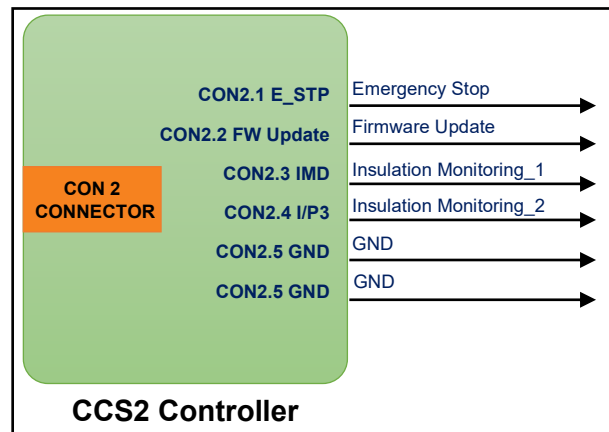 CON2.1 E_STP Emergency Stop
CON2.2 FW Update Firmware Update
CON2.3 IMD Insulation Monitoring_1
CON 2
CONNECTOR
CON2.4 I/P3 Insulation Monitoring_2
CON2.5 GND GND
CON2.5 GND GND
CCS2 Controller